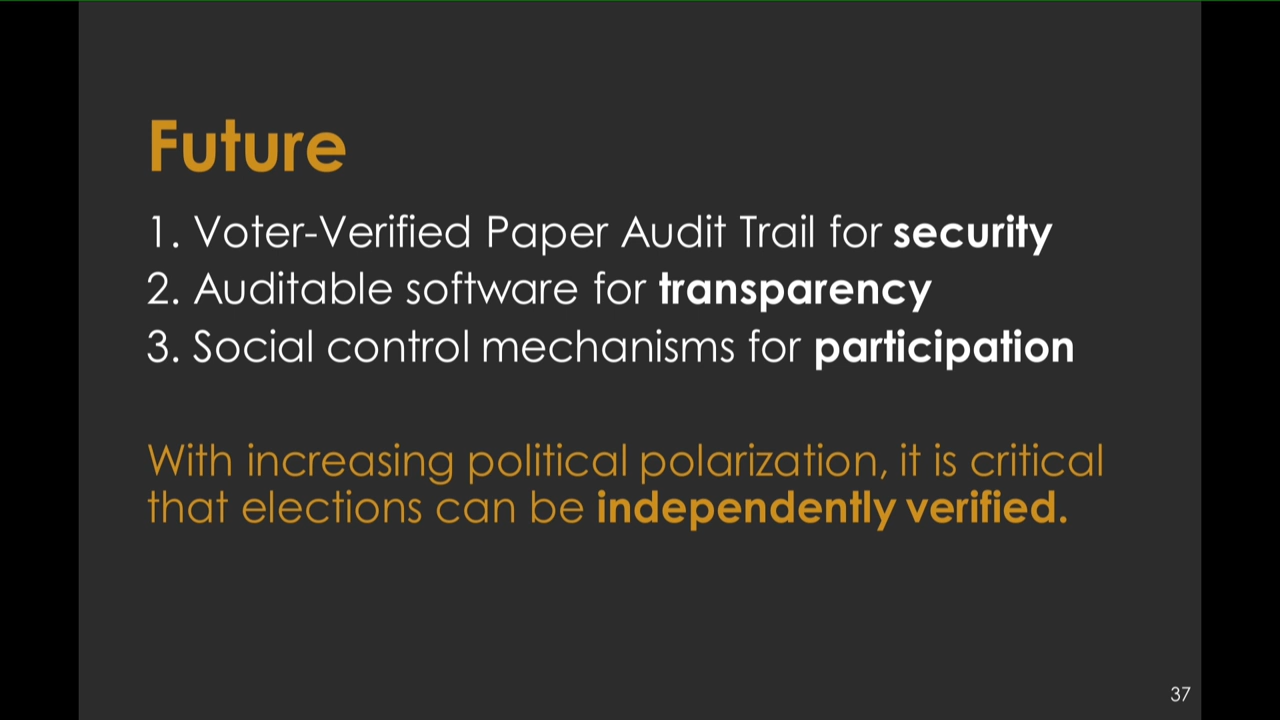 Future
1. Voter-Verified Paper Audit Trail for security
2. Auditable software for transparency
3. Social control mechanisms for participation
With increasing political polarization, it is critical
that elections can be independently verified.
37